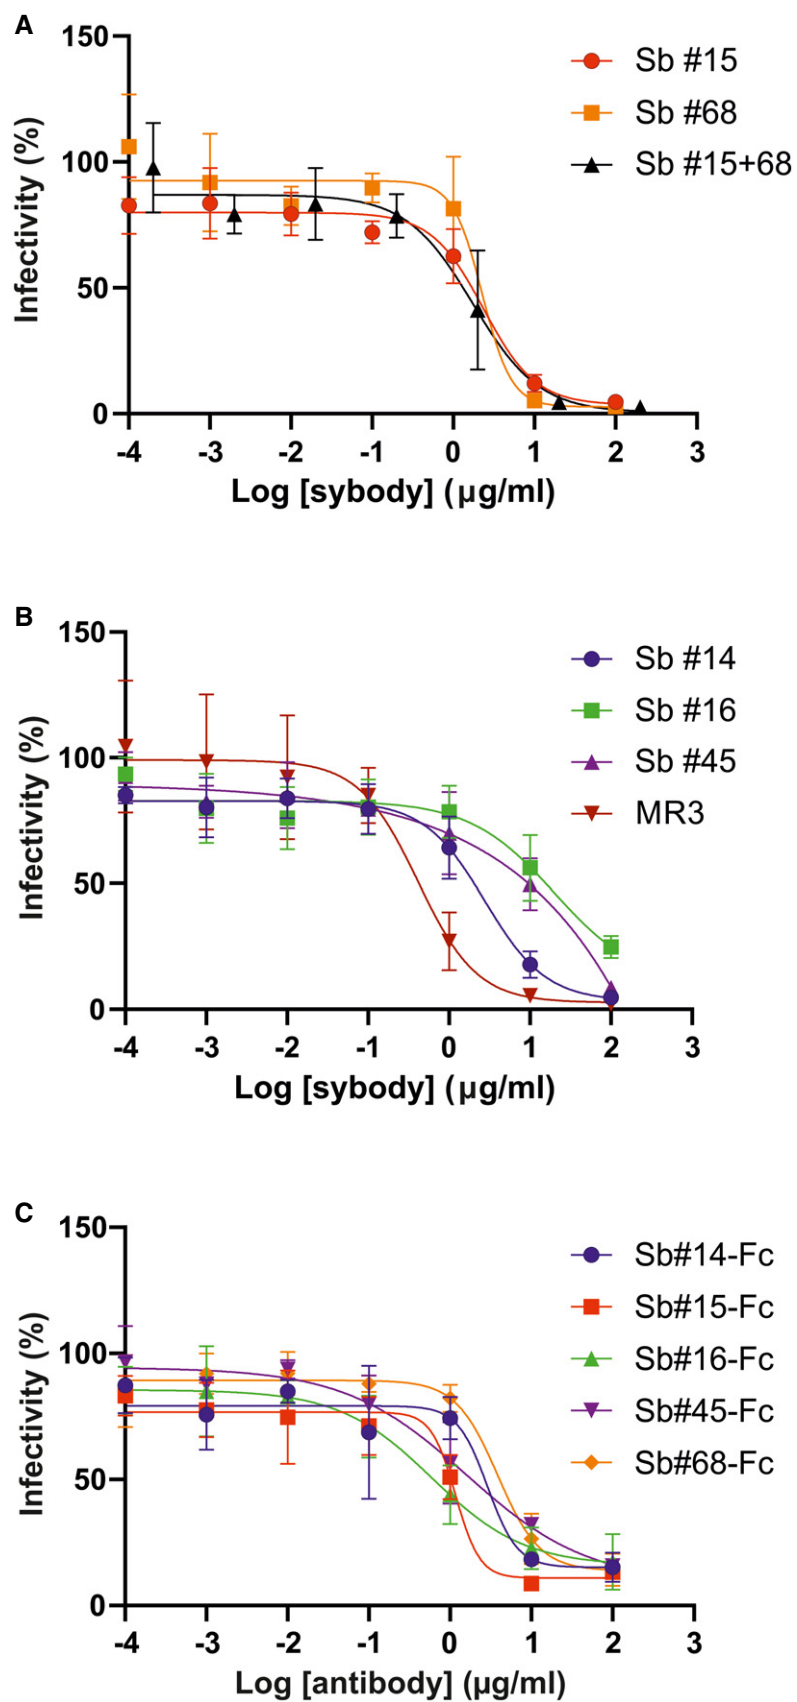 A
150
100
50
0
Infectivity (%)
-4 -3 -2 -1 0 1 2 3
Log [sybody] (µg/ml)
Sb #15
Sb #68
Sb #15+68
B
150
100
50
0
Infectivity (%)
-4 -3 -2 -1 0 1 2 3
Log [sybody] (µg/ml)
Sb #14
Sb #16
Sb #45
MR3
C
150
100
50
0
Infectivity (%)
-4 -3 -2 -1 0 1 2 3
Log [antibody] (µg/ml)
Sb#14-Fc
Sb#15-Fc
Sb#16-Fc
Sb#45-Fc
Sb#68-Fc